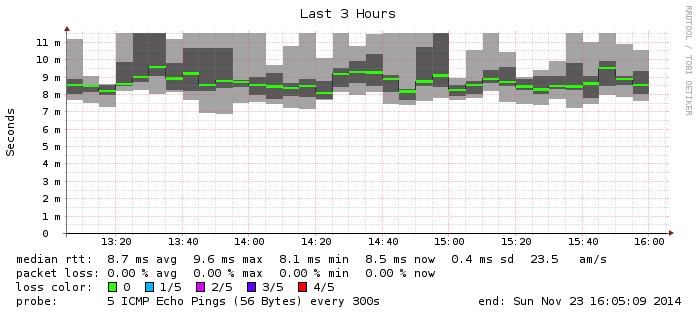 Last 3 Hours
RRDTOOL / TOBI OETIKER
Seconds
11 m
10 m
9 m
8 m
7 m
6 m
5 m
4 m
3 m
2 m
1 m
0
13:20 13:40 14:00 14:20 14:40 15:00 15:20 15:40 16:00
median rtt: 8.7 ms avg 9.6 ms max 8.1 ms min 8.5 ms now 0.4 ms sd 23.5 am/s
packet loss: 0.00 % avg 0.00 % max 0.00 % min 0.00 % now
loss color: 0 1/5 2/5 3/5 4/5
probe: 5 ICMP Echo Pings (56 Bytes) every 300s end: Sun Nov 23 16:05:09 2014